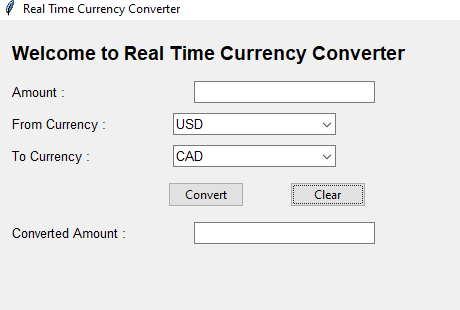 Real Time Currency Converter
Welcome to Real Time Currency Converter
Amount :
From Currency : USD
To Currency : CAD
Convert Clear
Converted Amount :